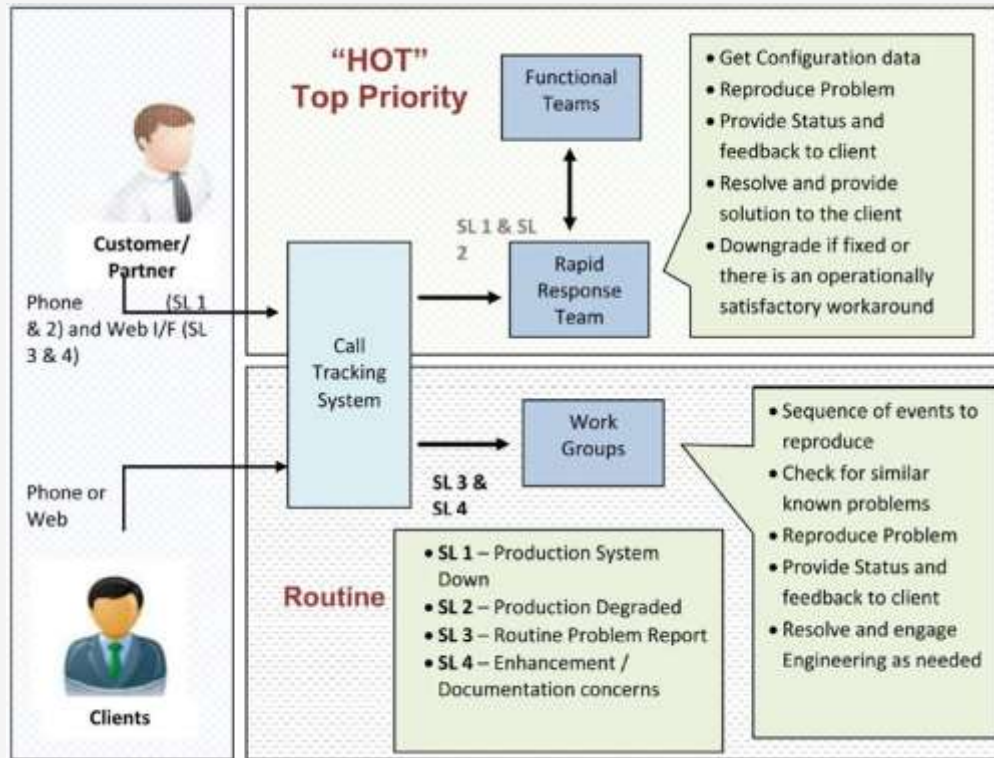 “HOT”
Top Priority
Functional
Teams
• Get Configuration data
• Reproduce Problem
• Provide Status and
feedback to client
• Resolve and provide
solution to the client
• Downgrade if fixed or
there is an operationally
satisfactory workaround
Customer/
Partner
Phone (SL 1
& 2) and Web I/F (SL
3 & 4)
SL 1 & SL
2
Rapid
Response
Team
Call
Tracking
System
Work
Groups
SL 3 &
SL 4
• Sequence of events to
reproduce
• Check for similar
known problems
• Reproduce Problem
• Provide Status and
feedback to client
• Resolve and engage
Engineering as needed
Phone or
Web
Clients
Routine
• SL 1 – Production System
Down
• SL 2 – Production Degraded
• SL 3 – Routine Problem Report
• SL 4 – Enhancement /
Documentation concerns